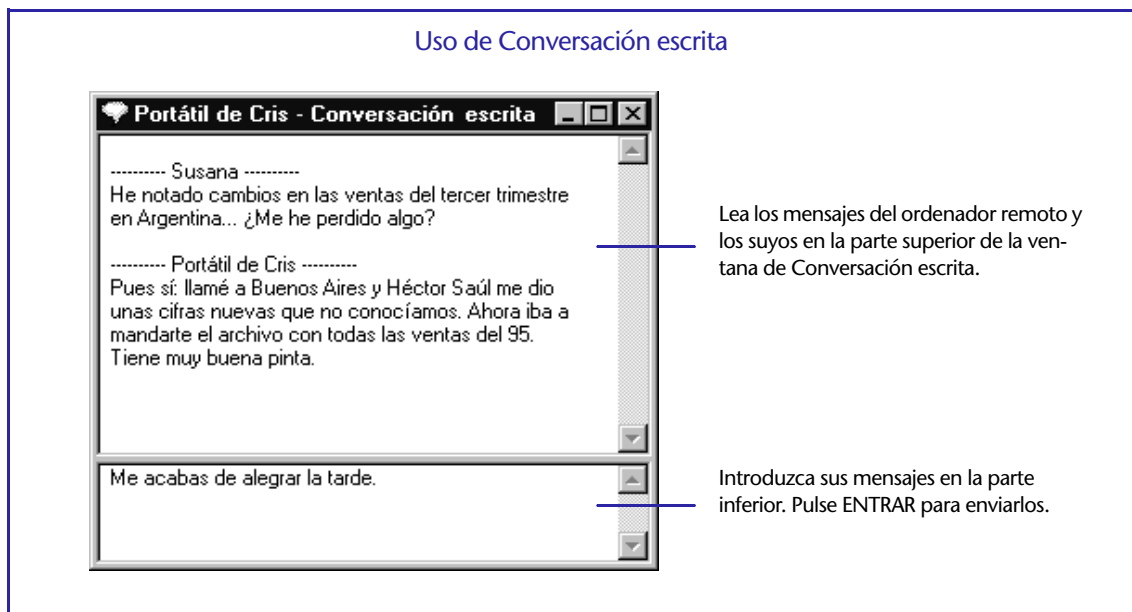 Uso de Conversación escrita
Portátil de Cris - Conversación escrita
---------- Susana ----------
He notado cambios en las ventas del tercer trimestre
en Argentina... ¿Me he perdido algo?
---------- Portátil de Cris ----------
Pues sí: llamé a Buenos Aires y Héctor Saúl me dio
unas cifras nuevas que no conocíamos. Ahora iba a
mandarte el archivo con todas las ventas del 95.
Tiene muy buena pinta.
Lea los mensajes del ordenador remoto y
los suyos en la parte superior de la ven-
tana de Conversación escrita.
Me acabas de alegrar la tarde.
Introduzca sus mensajes en la parte
inferior. Pulse ENTRAR para enviarlos.